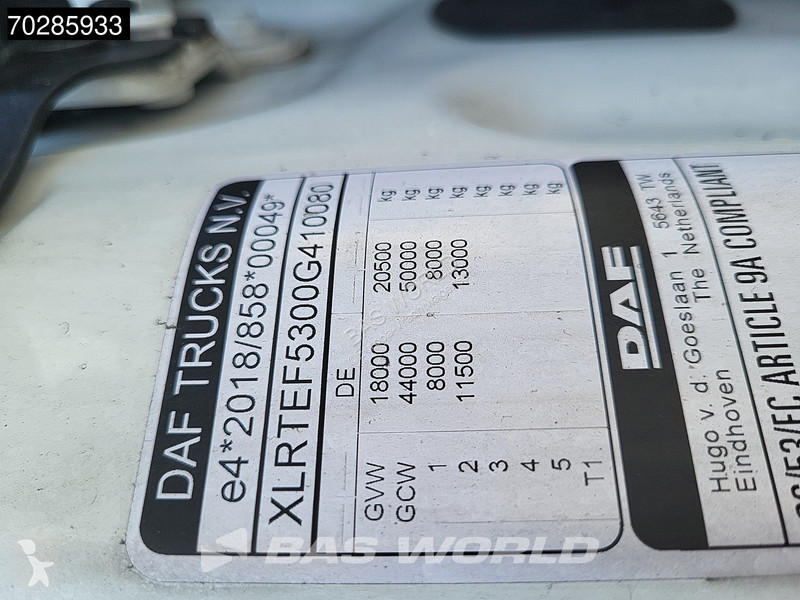 70285933
DAF TRUCKS N.V.
e4*2018/858*00049*
XLRTEF5300G410080
DE
GVW 18000 20500 kg
GCW 44000 50000 kg
1 8000 8000 kg
2 11500 13000 kg
3 kg
4 kg
5 kg
T1 kg
DAF
Hugo v. d. Goeslaan 1 5643 TW
Eindhoven The Netherlands
/53/EC ARTICLE 9A COMPLIANT
BAS WORLD